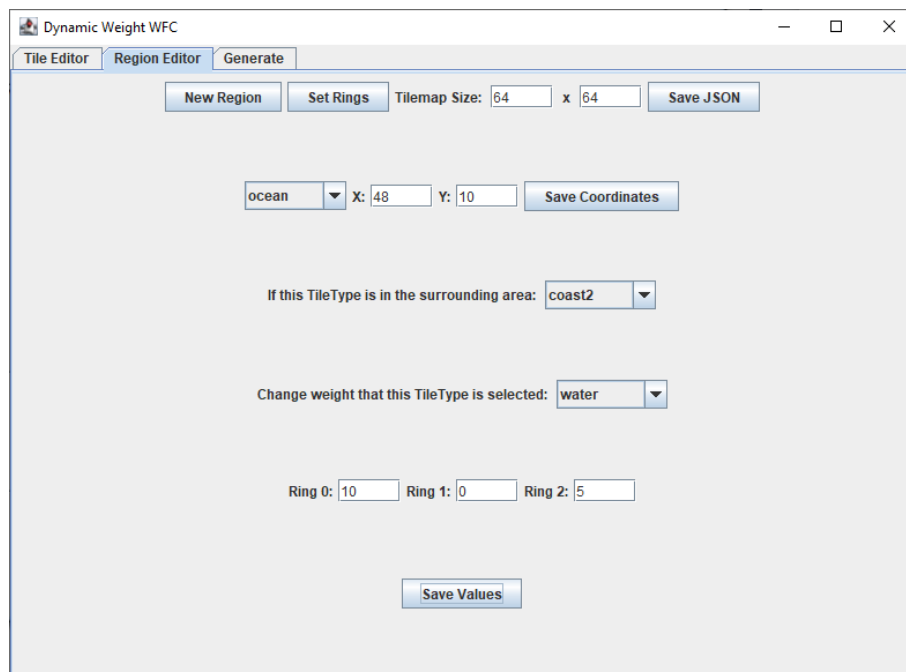 Dynamic Weight WFC
Tile Editor Region Editor Generate
New Region Set Rings Tilemap Size: 64 x 64 Save JSON
ocean X: 48 Y: 10 Save Coordinates
If this TileType is in the surrounding area: coast2
Change weight that this TileType is selected: water
Ring 0: 10 Ring 1: 0 Ring 2: 5
Save Values